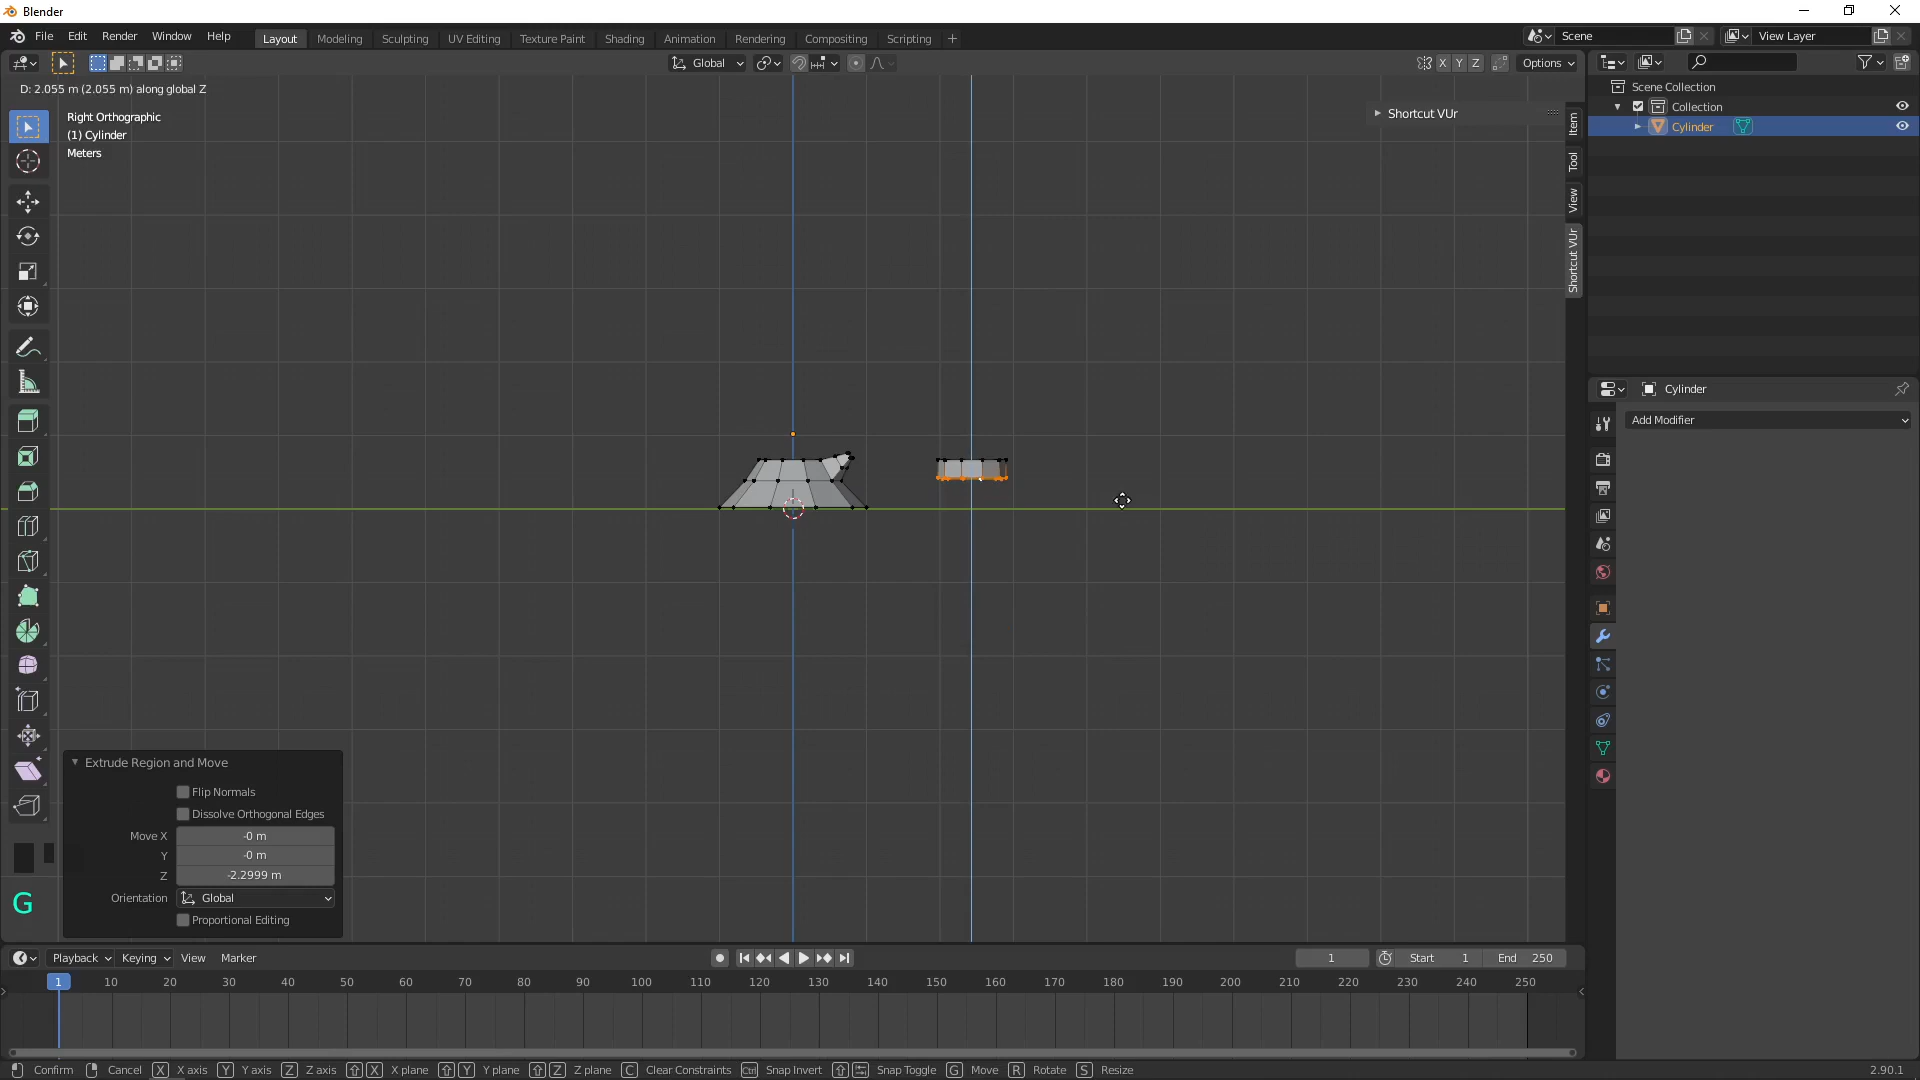 Blender
File Edit Render Window Help
Layout Modeling Sculpting UV Editing Texture Paint Shading Animation Rendering Compositing Scripting +
Scene
View Layer
Global
X Y Z
Options
D: 2.055 m (2.055 m) along global Z
Right Orthographic
(1) Cylinder
Meters
Shortcut VUr
Item
Tool
View
Shortcut VUr
Scene Collection
Collection
Cylinder
Cylinder
Add Modifier
Extrude Region and Move
Flip Normals
Dissolve Orthogonal Edges
Move X -0 m
Y -0 m
Z -2.2999 m
Orientation Global
Proportional Editing
G
Playback Keying View Marker
1
Start 1
End 250
1 10 20 30 40 50 60 70 80 90 100 110 120 130 140 150 160 170 180 190 200 210 220 230 240 250
Confirm Cancel X X axis Y Y axis Z Z axis X X plane Y Y plane Z Z plane C Clear Constraints Ctrl Snap Invert Snap Toggle G Move R Rotate S Resize
2.90.1